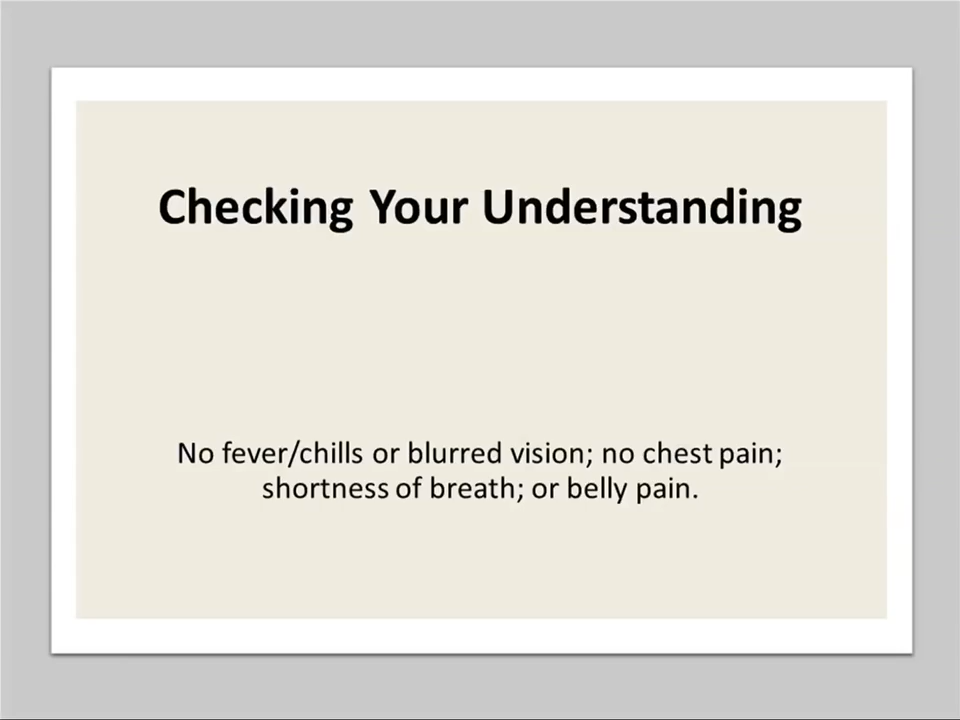 Checking Your Understanding
No fever/chills or blurred vision; no chest pain;
shortness of breath; or belly pain.